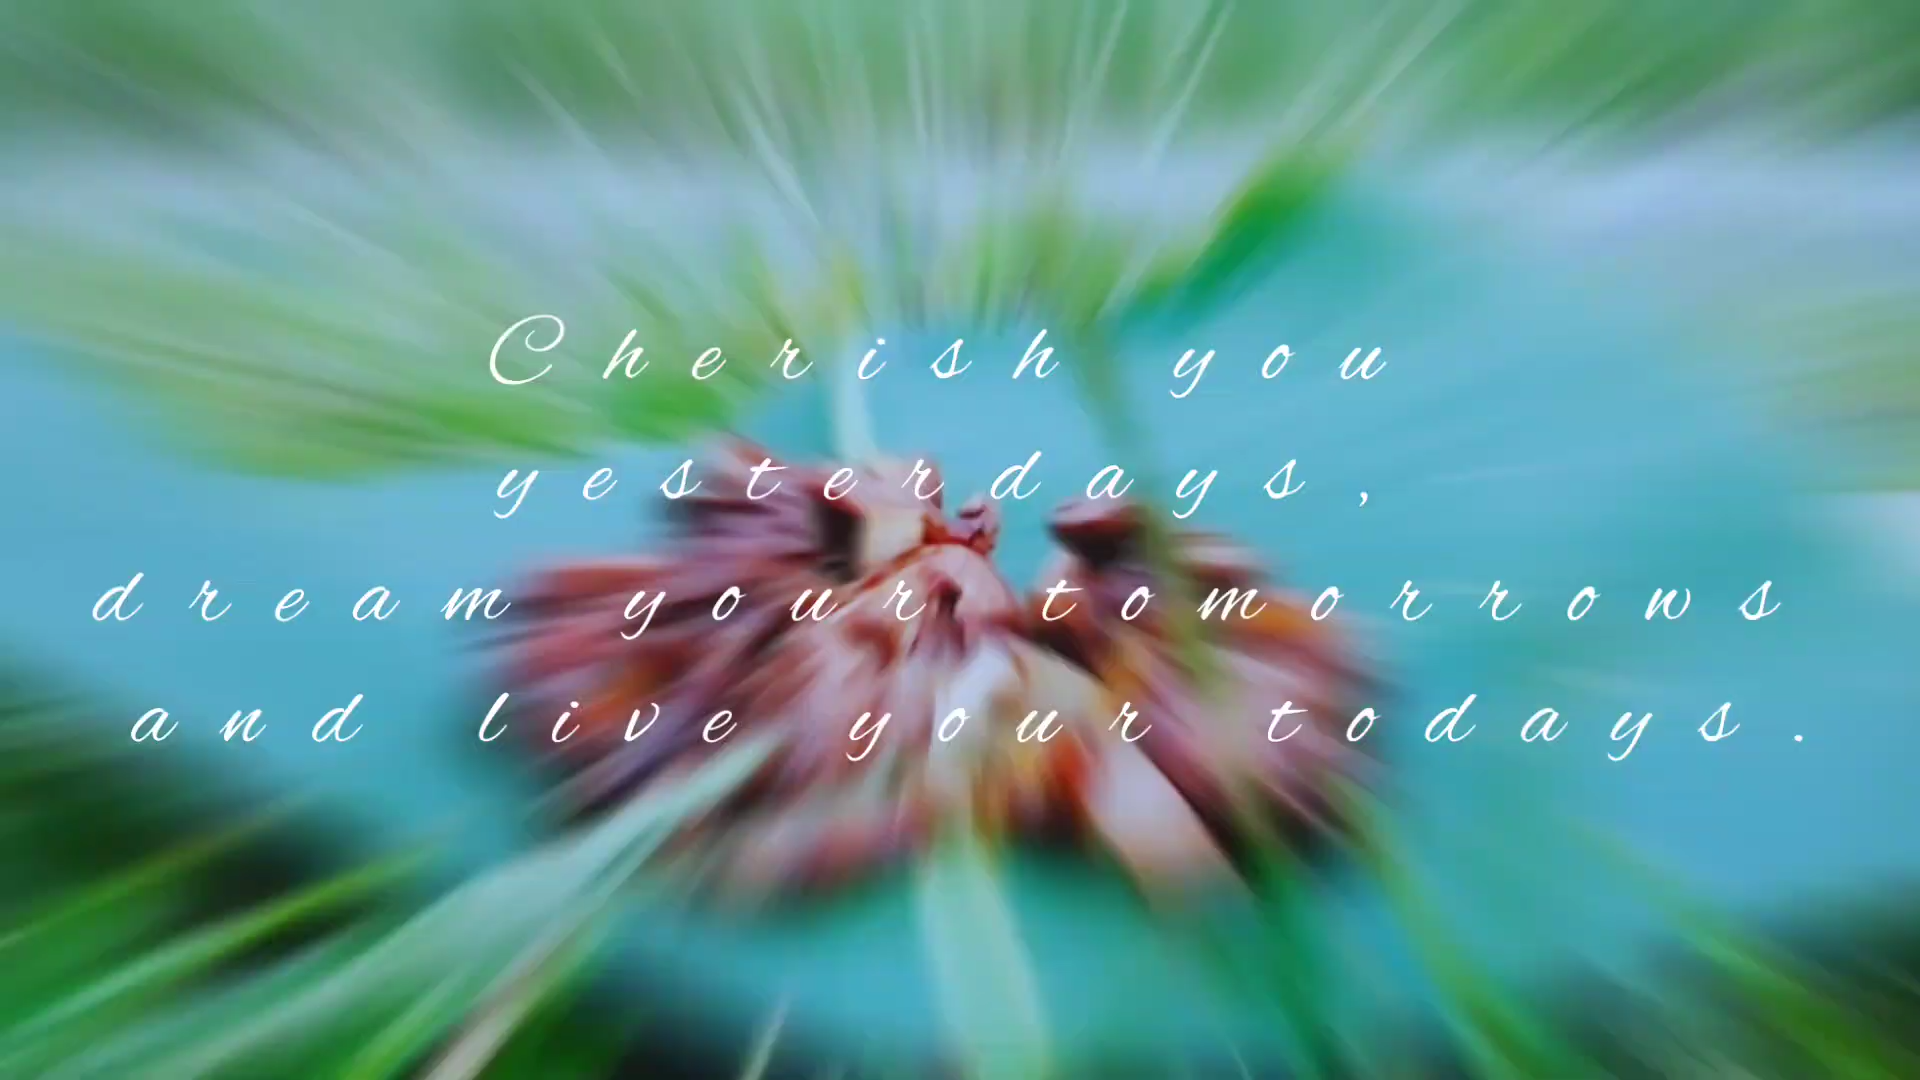 Cherish you
yesterdays,
dream your tomorrows
and live your todays.